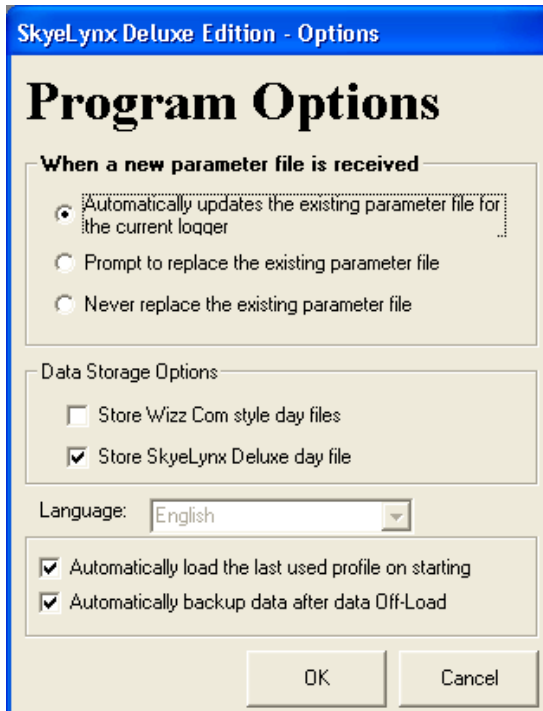 SkyeLynx Deluxe Edition - Options
Program Options
When a new parameter file is received
Automatically updates the existing parameter file for
the current logger
Prompt to replace the existing parameter file
Never replace the existing parameter file
Data Storage Options
Store Wizz Com style day files
Store SkyeLynx Deluxe day file
Language: English
Automatically load the last used profile on starting
Automatically backup data after data Off-Load
OK Cancel